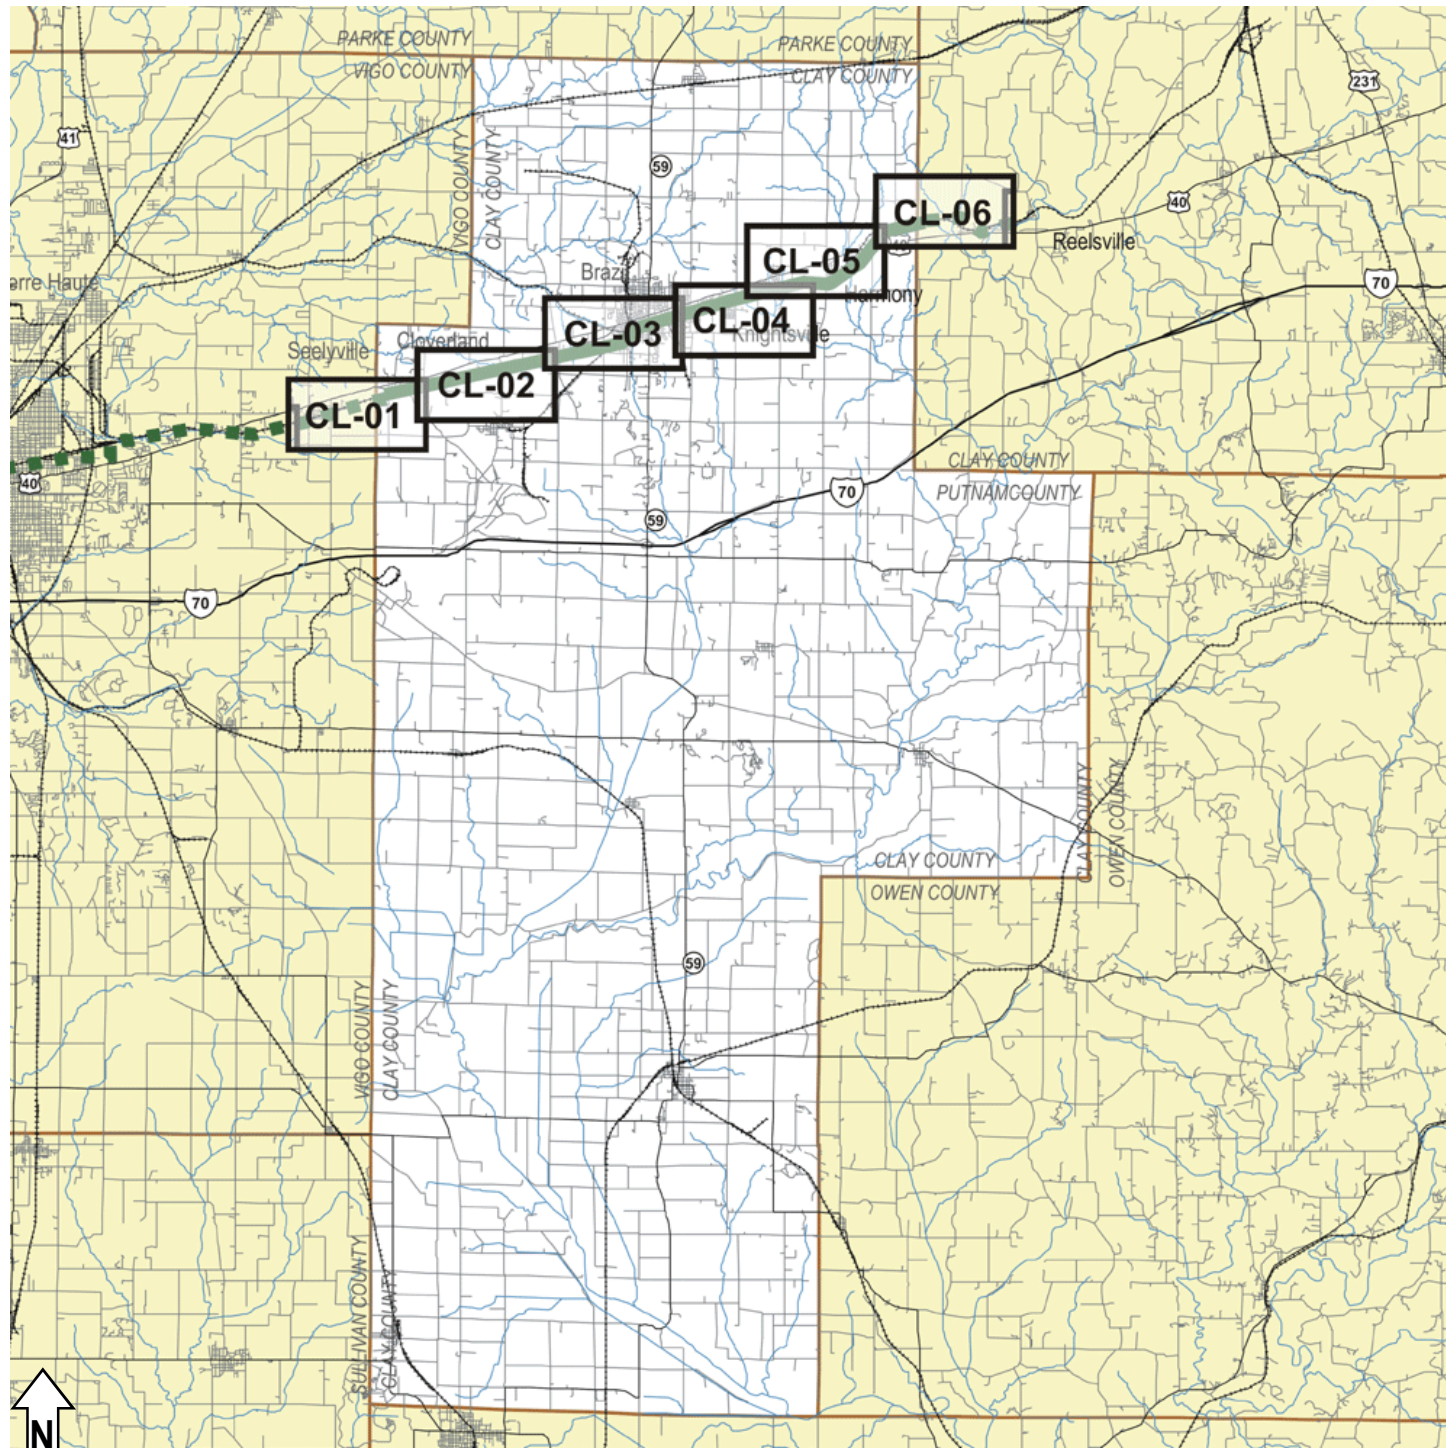 PARKE COUNTY
PARKE COUNTY
VIGO COUNTY
CLAY COUNTY
231
41
VIGO COUNTY
CLAY COUNTY
59
CL-06
40
Reelsville
CL-05
40
Brazil
arre Haute
70
Harmony
CL-04
CL-03
Knightsville
Cloverland
Seelyville
CL-02
CL-01
CLAY COUNTY
PUTNAMCOUNTY
40
70
59
70
CLAY COUNTY
OWEN COUNTY
CLAY COUNTY
OWEN COUNTY
59
VIGO COUNTY
CLAY COUNTY
SULLIVAN COUNTY
CLAY COUNTY
N